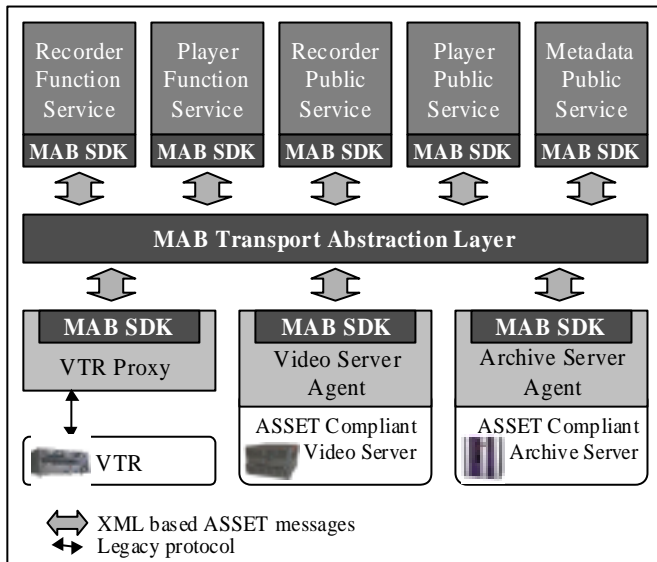 Recorder
Function
Service
MAB SDK
Player
Function
Service
MAB SDK
Recorder
Public
Service
MAB SDK
Player
Public
Service
MAB SDK
Metadata
Public
Service
MAB SDK
MAB Transport Abstraction Layer
MAB SDK
VTR Proxy
VTR
MAB SDK
Video Server
Agent
ASSET Compliant
Video Server
MAB SDK
Archive Server
Agent
ASSET Compliant
Archive Server
XML based ASSET messages
Legacy protocol